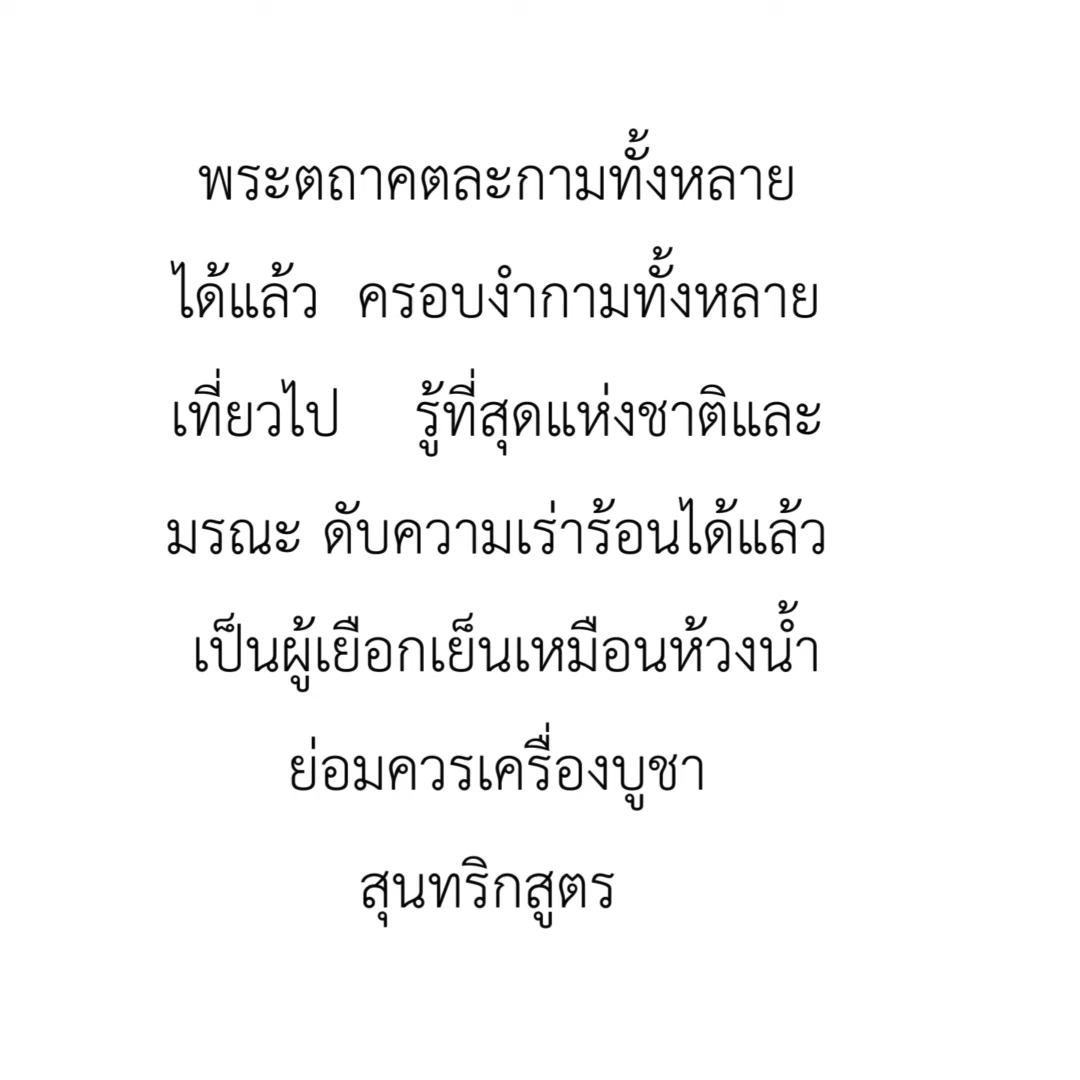 พระตถาคตละกามทั้งหลาย
ได้แล้ว ครอบงำกามทั้งหลาย
เที่ยวไป รู้ที่สุดแห่งชาติและ
มรณะ ดับความเร่าร้อนได้แล้ว
เป็นผู้เยือกเย็นเหมือนห้วงน้ำ
ย่อมควรเครื่องบูชา
สุนทริกสูตร